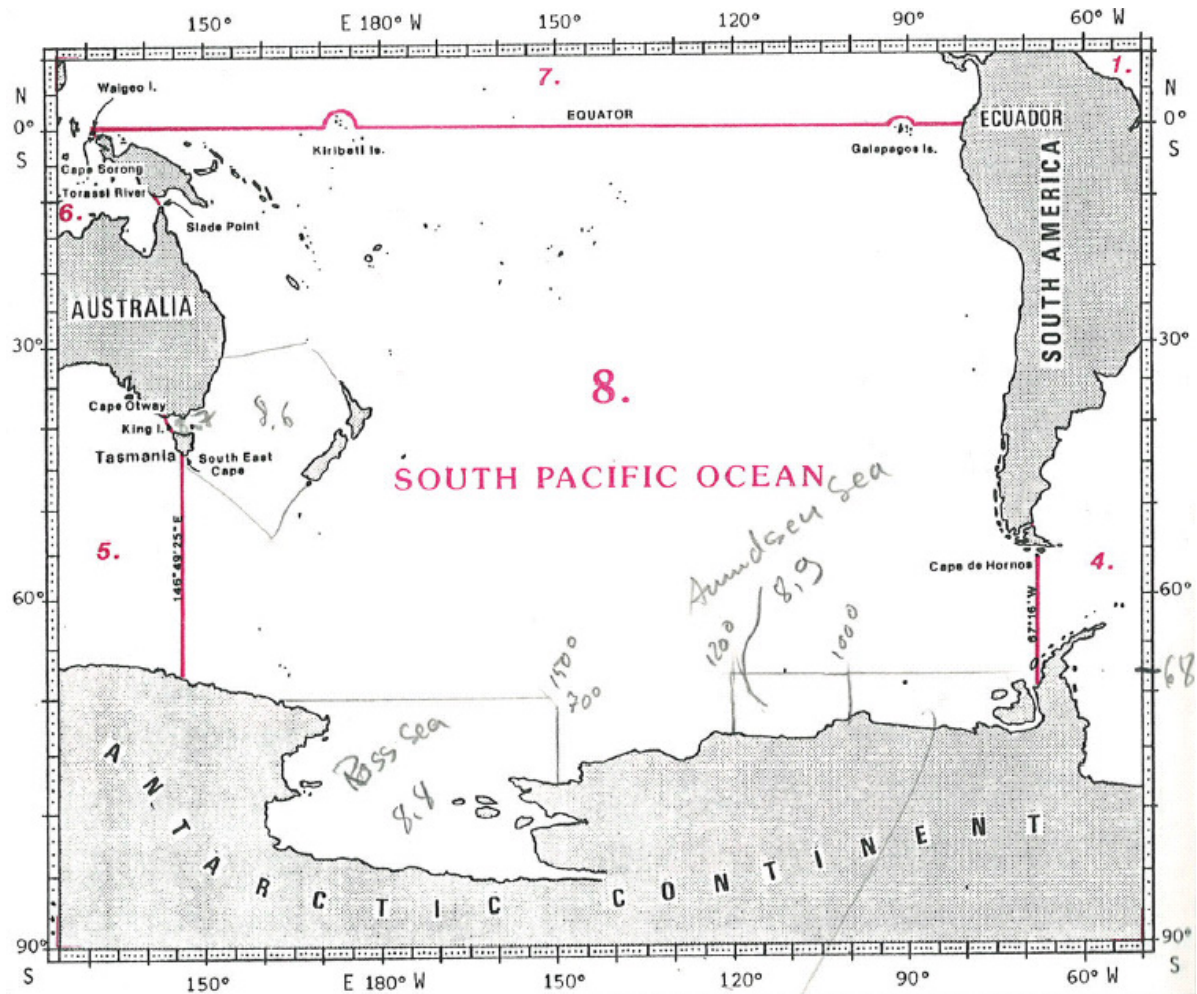 150° E 180° W 150° 120° 90° 60° W
7.
1.
N
Waigeo I.
N
0°
EQUATOR
ECUADOR
0°
S
Kiribati Is.
Galapagos Is.
S
Cape Sorong
Torassi River
6.
Slade Point
SOUTH AMERICA
AUSTRALIA
30°
30°
8.
Cape Otway
8.6
King I.
Tasmania
South East
Cape
SOUTH PACIFIC OCEAN
Amundsen Sea
8,9
146°49'25"E
5.
Cape de Hornos
4.
60°
60°
67°16'W
120°
100°
150°
70°
68
Ross sea
8,8
ANTARCTIC CONTINENT
90°
90°
S
S
150° E 180° W 150° 120° 90° 60° W